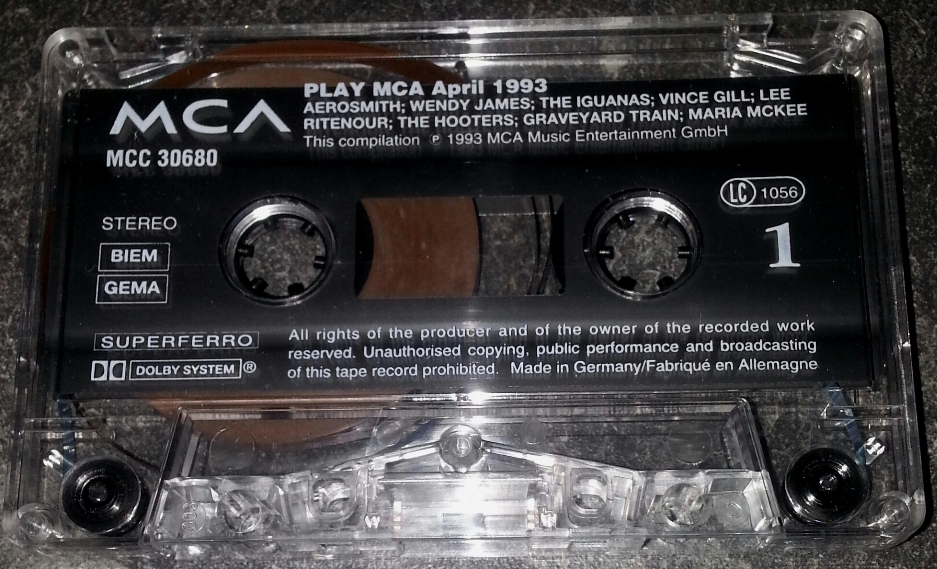 PLAY MCA April 1993
AEROSMITH; WENDY JAMES; THE IGUANAS; VINCE GILL; LEE
RITENOUR; THE HOOTERS; GRAVEYARD TRAIN; MARIA MCKEE
This compilation ℗ 1993 MCA Music Entertainment GmbH
MCA
MCC 30680
LC 1056
1
STEREO
BIEM
GEMA
SUPERFERRO
DOLBY SYSTEM®
All rights of the producer and of the owner of the recorded work
reserved. Unauthorised copying, public performance and broadcasting
of this tape record prohibited. Made in Germany/Fabriqué en Allemagne